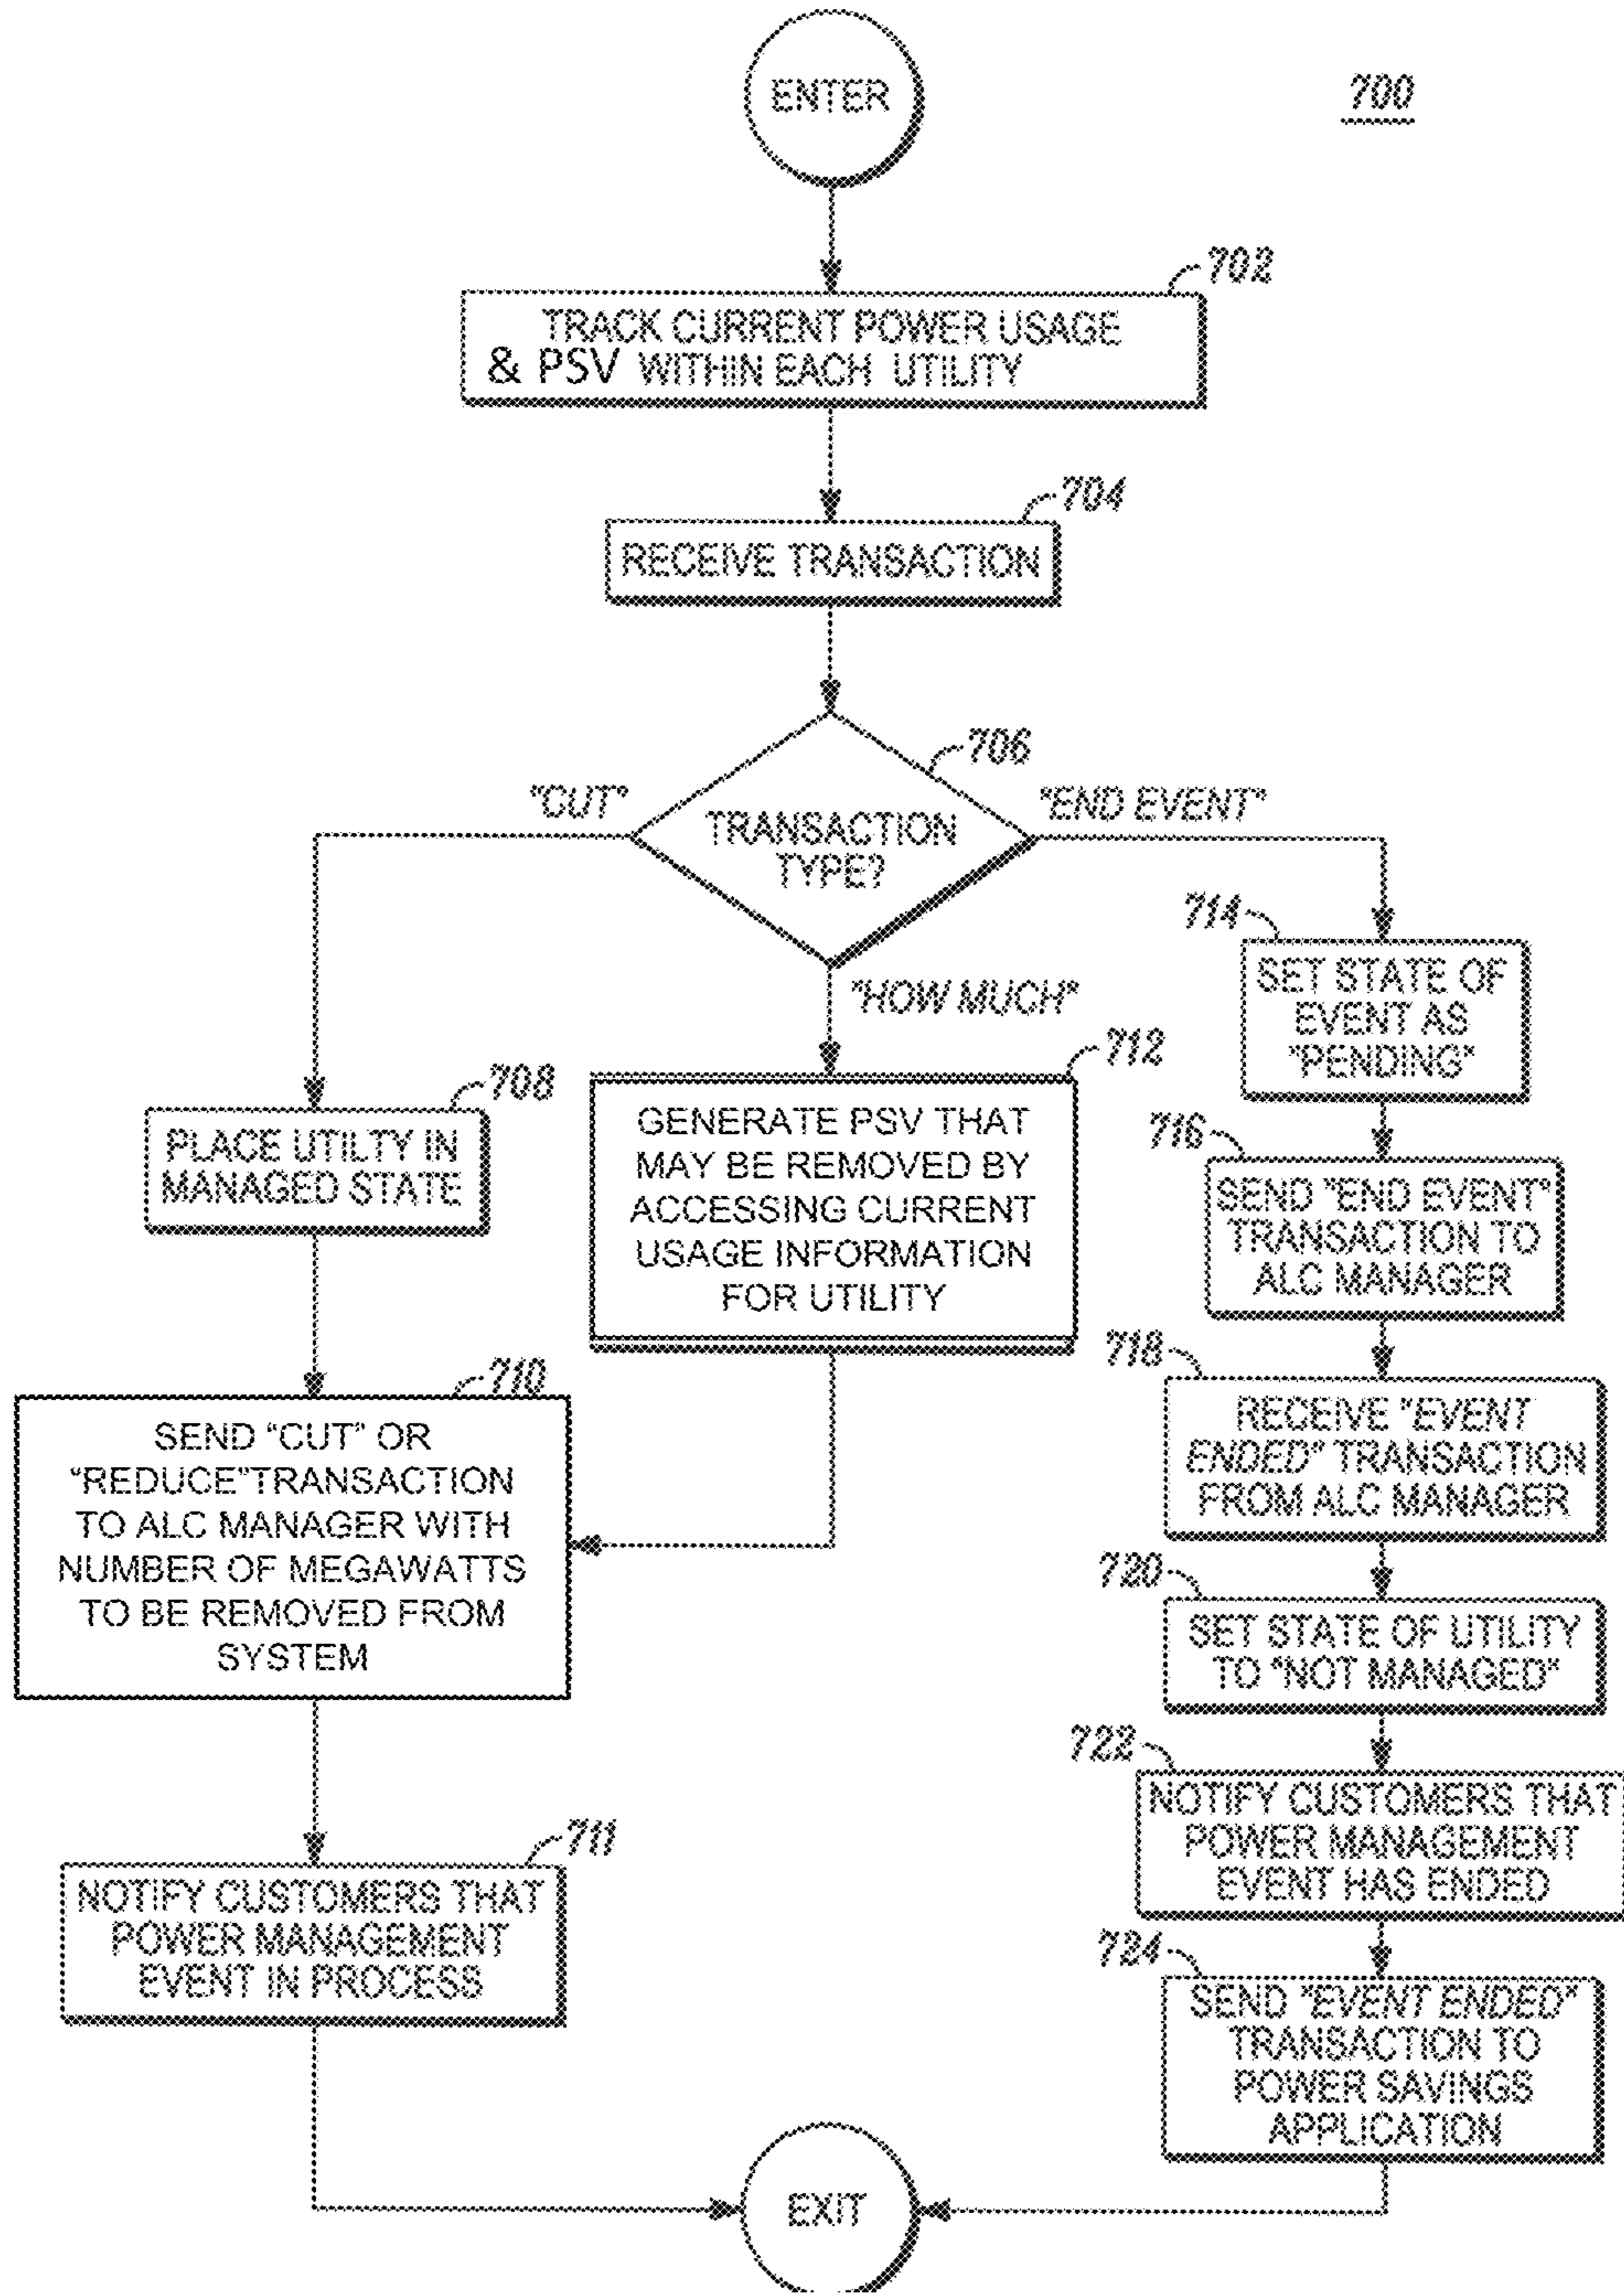 ENTER
700
702
TRACK CURRENT POWER USAGE
& PSV WITHIN EACH UTILITY
704
RECEIVE TRANSACTION
706
"CUT"
TRANSACTION
TYPE?
"END EVENT"
"HOW MUCH"
708
PLACE UTILTY IN
MANAGED STATE
712
GENERATE PSV THAT
MAY BE REMOVED BY
ACCESSING CURRENT
USAGE INFORMATION
FOR UTILITY
710
SEND "CUT" OR
"REDUCE"TRANSACTION
TO ALC MANAGER WITH
NUMBER OF MEGAWATTS
TO BE REMOVED FROM
SYSTEM
711
NOTIFY CUSTOMERS THAT
POWER MANAGEMENT
EVENT IN PROCESS
714
SET STATE OF
EVENT AS
"PENDING"
716
SEND "END EVENT"
TRANSACTION TO
ALC MANAGER
718
RECEIVE "EVENT
ENDED" TRANSACTION
FROM ALC MANAGER
720
SET STATE OF UTILITY
TO "NOT MANAGED"
722
NOTIFY CUSTOMERS THAT
POWER MANAGEMENT
EVENT HAS ENDED
724
SEND "EVENT ENDED"
TRANSACTION TO
POWER SAVINGS
APPLICATION
EXIT